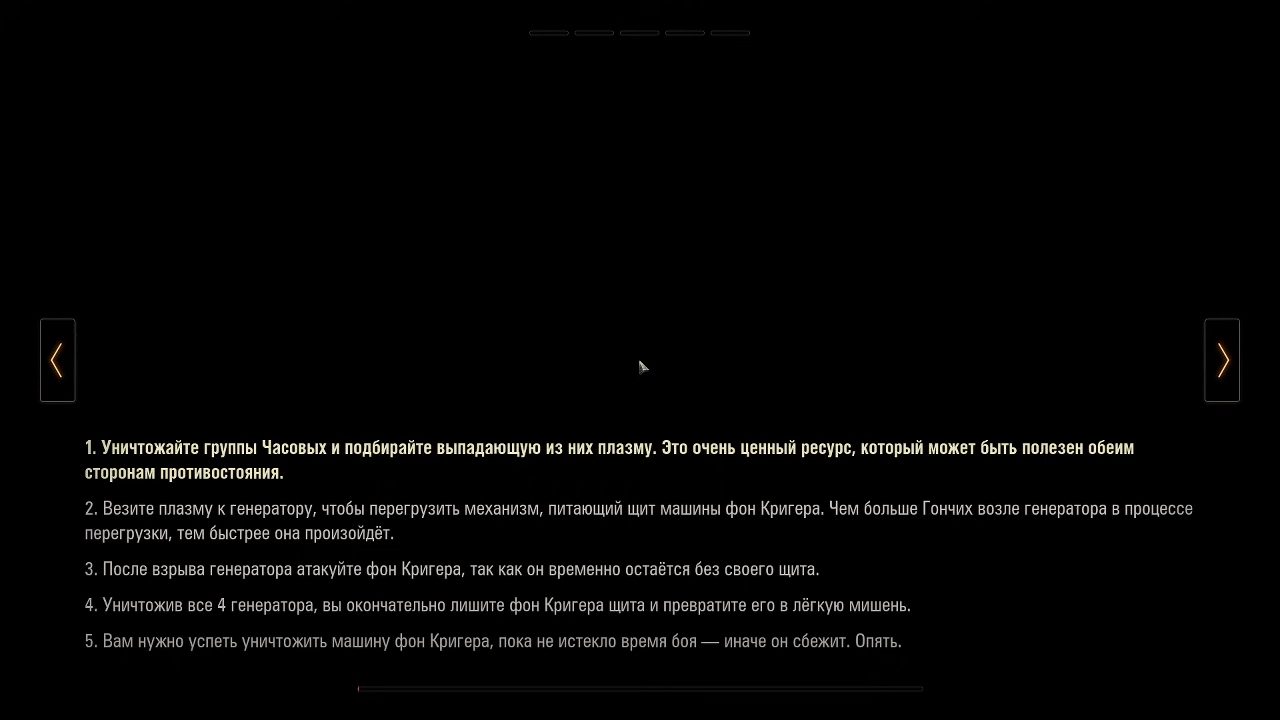 1. Уничтожайте группы Часовых и подбирайте выпадающую из них плазму. Это очень ценный ресурс, который может быть полезен обеим
сторонам противостояния.
2. Везите плазму к генератору, чтобы перегрузить механизм, питающий щит машины фон Кригера. Чем больше Гончих возле генератора в процессе
перегрузки, тем быстрее она произойдёт.
3. После взрыва генератора атакуйте фон Кригера, так как он временно остаётся без своего щита.
4. Уничтожив все 4 генератора, вы окончательно лишите фон Кригера щита и превратите его в лёгкую мишень.
5. Вам нужно успеть уничтожить машину фон Кригера, пока не истекло время боя — иначе он сбежит. Опять.